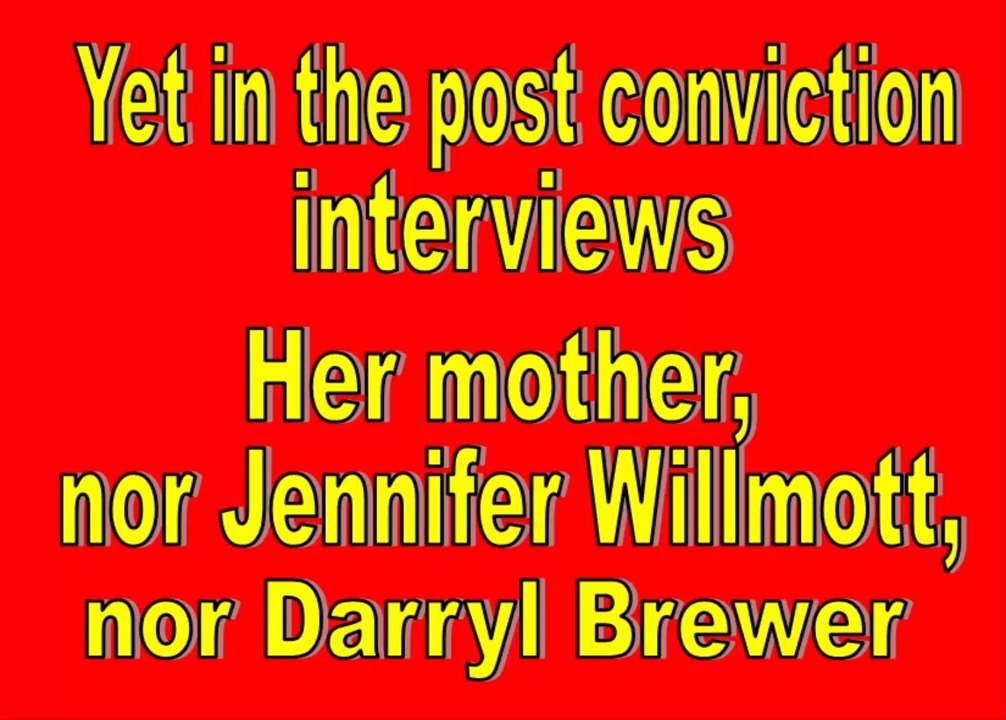 Yet in the post conviction
interviews
Her mother,
nor Jennifer Willmott,
nor Darryl Brewer